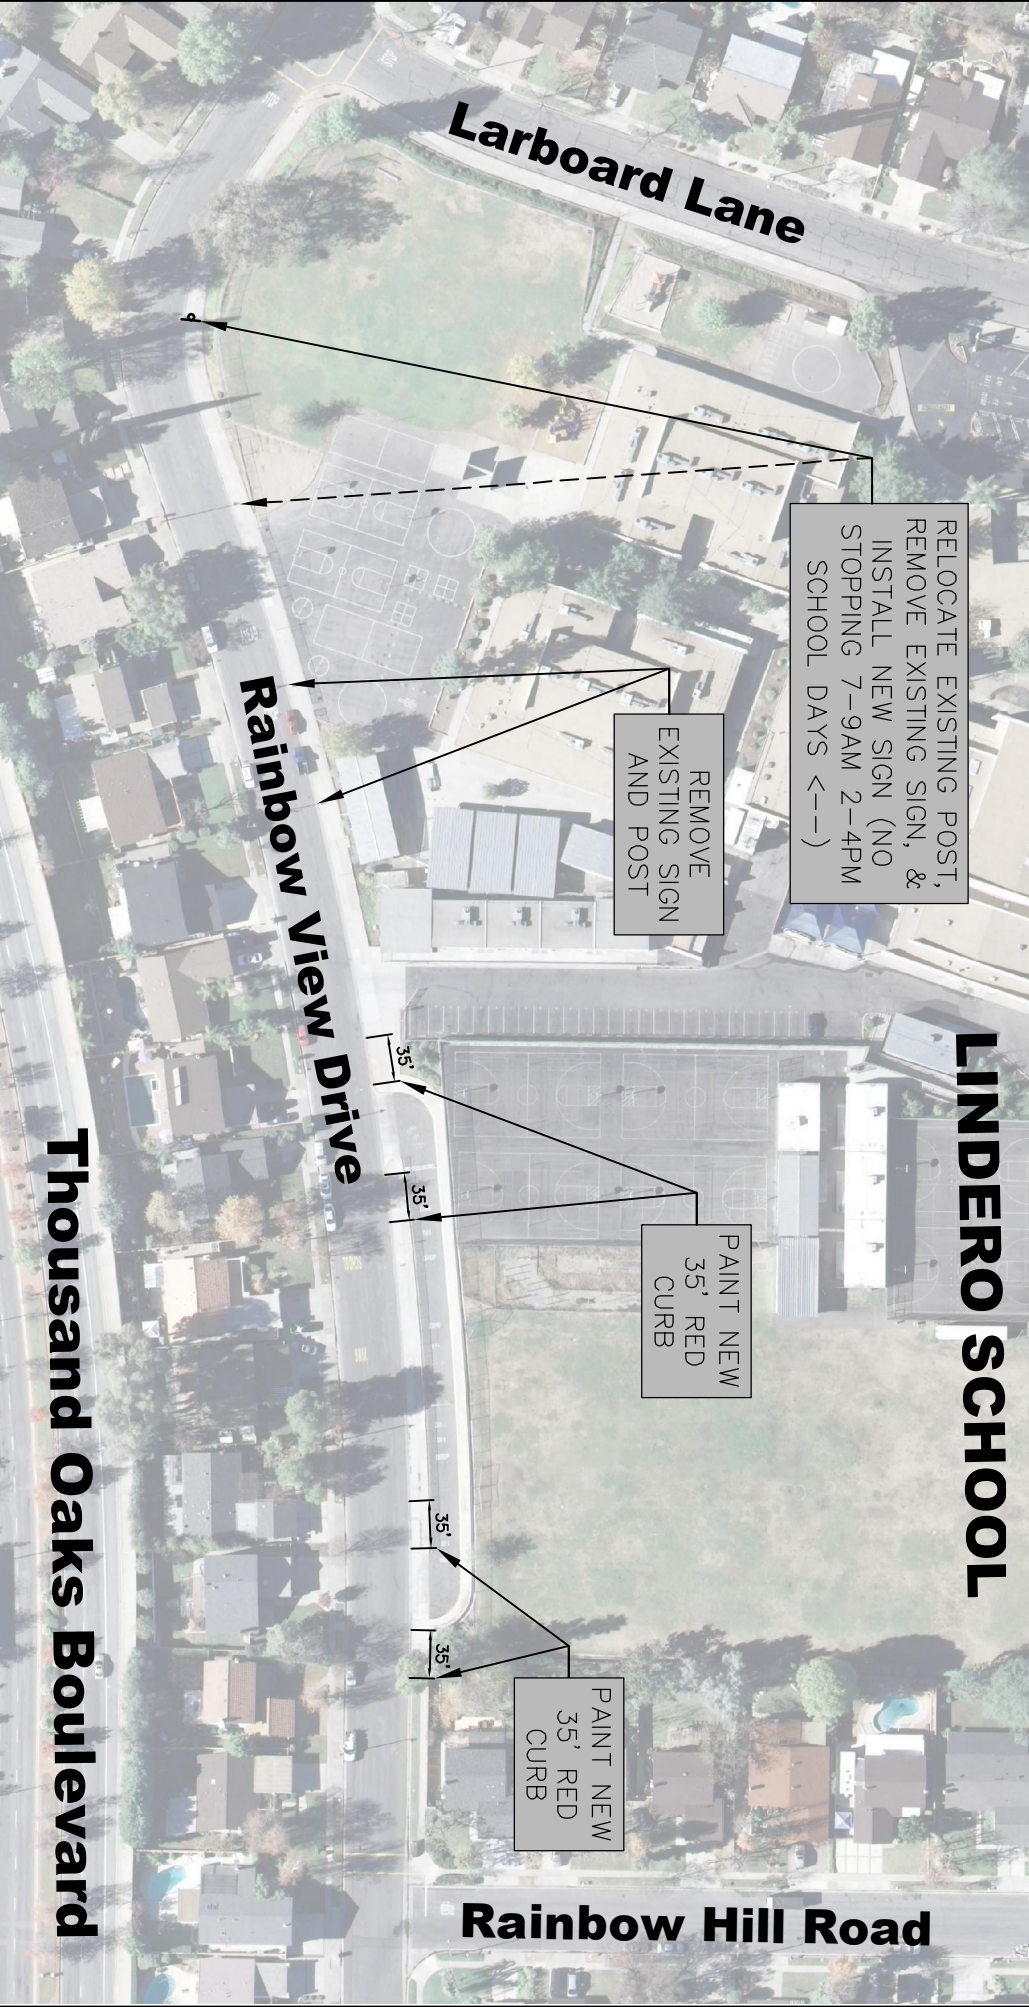 Larboard Lane
RELOCATE EXISTING POST,
REMOVE EXISTING SIGN, &
INSTALL NEW SIGN (NO
STOPPING 7-9AM 2-4PM
SCHOOL DAYS <--)
REMOVE
EXISTING SIGN
AND POST
Rainbow View Drive
LINDERO SCHOOL
35'
35'
PAINT NEW
35' RED
CURB
35'
35'
PAINT NEW
35' RED
CURB
Thousand Oaks Boulevard
Rainbow Hill Road